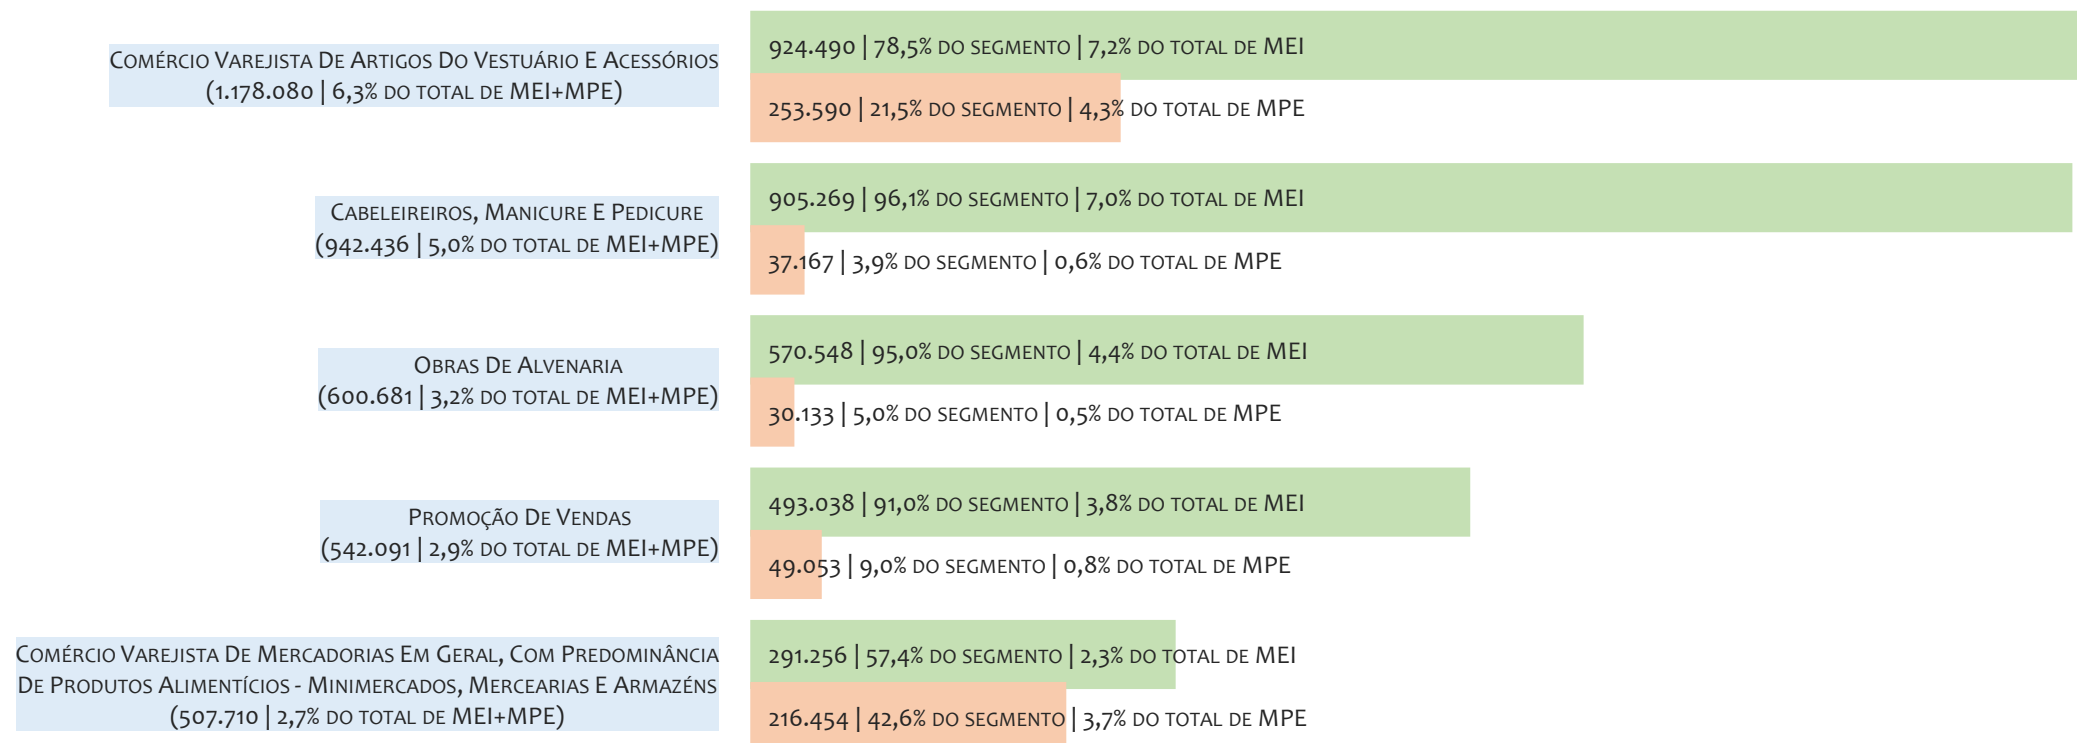 Comércio Varejista De Artigos Do Vestuário E Acessórios
(1.178.080 | 6,3% do total de MEI+MPE)
924.490 | 78,5% do segmento | 7,2% do total de MEI
253.590 | 21,5% do segmento | 4,3% do total de MPE
Cabeleireiros, Manicure E Pedicure
(942.436 | 5,0% do total de MEI+MPE)
905.269 | 96,1% do segmento | 7,0% do total de MEI
37.167 | 3,9% do segmento | 0,6% do total de MPE
Obras De Alvenaria
(600.681 | 3,2% do total de MEI+MPE)
570.548 | 95,0% do segmento | 4,4% do total de MEI
30.133 | 5,0% do segmento | 0,5% do total de MPE
Promoção De Vendas
(542.091 | 2,9% do total de MEI+MPE)
493.038 | 91,0% do segmento | 3,8% do total de MEI
49.053 | 9,0% do segmento | 0,8% do total de MPE
Comércio Varejista De Mercadorias Em Geral, Com Predominância
De Produtos Alimentícios - Minimercados, Mercearias E Armazéns
(507.710 | 2,7% do total de MEI+MPE)
291.256 | 57,4% do segmento | 2,3% do total de MEI
216.454 | 42,6% do segmento | 3,7% do total de MPE